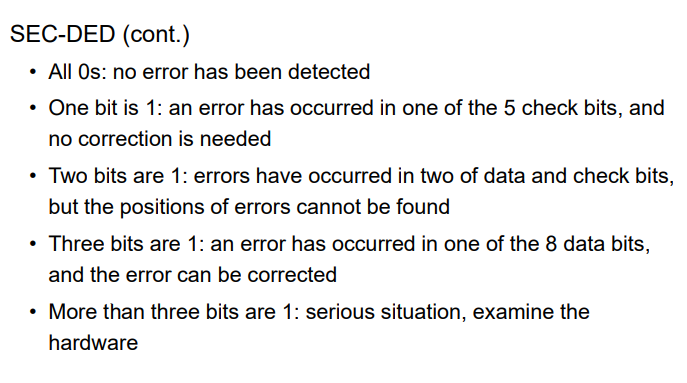 SEC-DED (cont.)
• All 0s: no error has been detected
• One bit is 1: an error has occurred in one of the 5 check bits, and
no correction is needed
• Two bits are 1: errors have occurred in two of data and check bits,
but the positions of errors cannot be found
• Three bits are 1: an error has occurred in one of the 8 data bits,
and the error can be corrected
• More than three bits are 1: serious situation, examine the
hardware